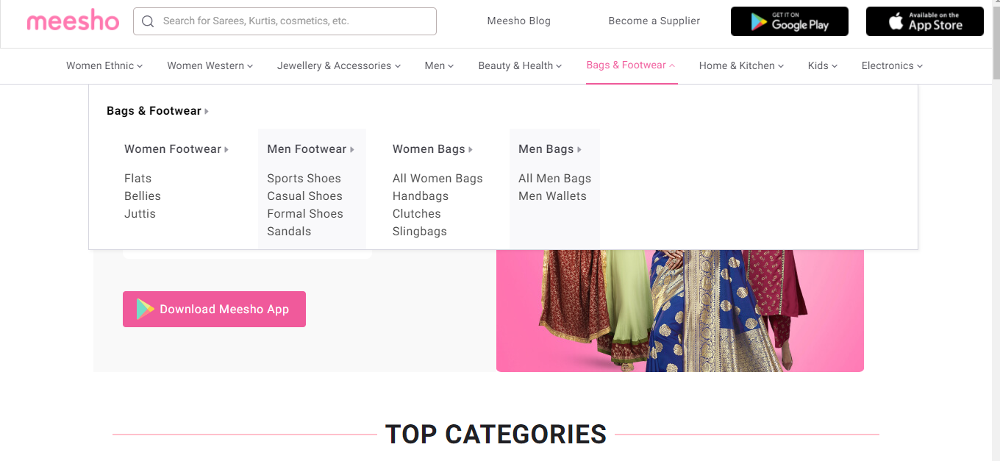 meesho
Search for Sarees, Kurtis, cosmetics, etc.
Meesho Blog
Become a Supplier
GET IT ON
Google Play
Available on the
App Store
Women Ethnic
Women Western
Jewellery & Accessories
Men
Beauty & Health
Bags & Footwear
Home & Kitchen
Kids
Electronics
Bags & Footwear
Women Footwear
Flats
Bellies
Juttis
Men Footwear
Sports Shoes
Casual Shoes
Formal Shoes
Sandals
Women Bags
All Women Bags
Handbags
Clutches
Slingbags
Men Bags
All Men Bags
Men Wallets
Download Meesho App
TOP CATEGORIES